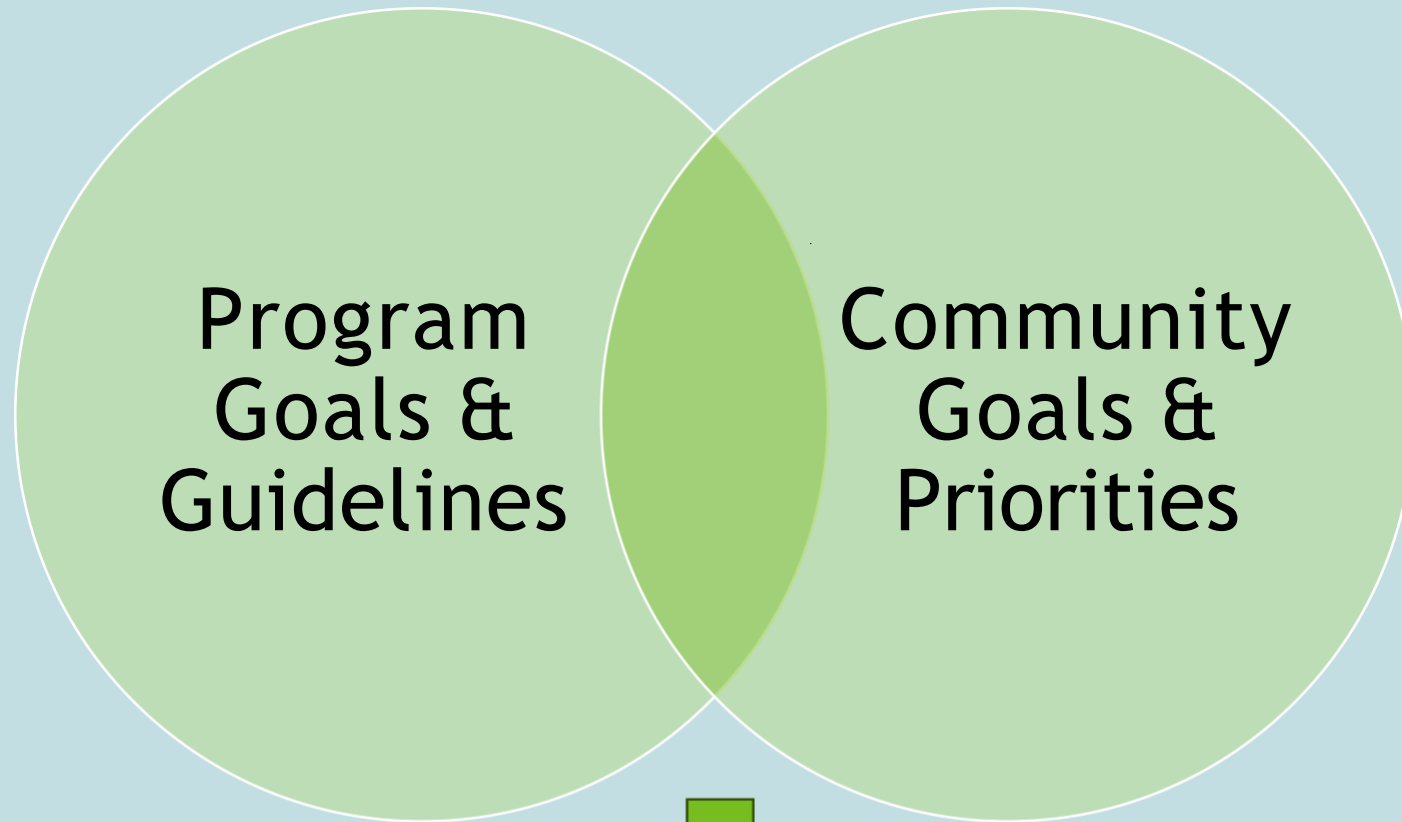 Program
Goals &
Guidelines
Community
Goals &
Priorities